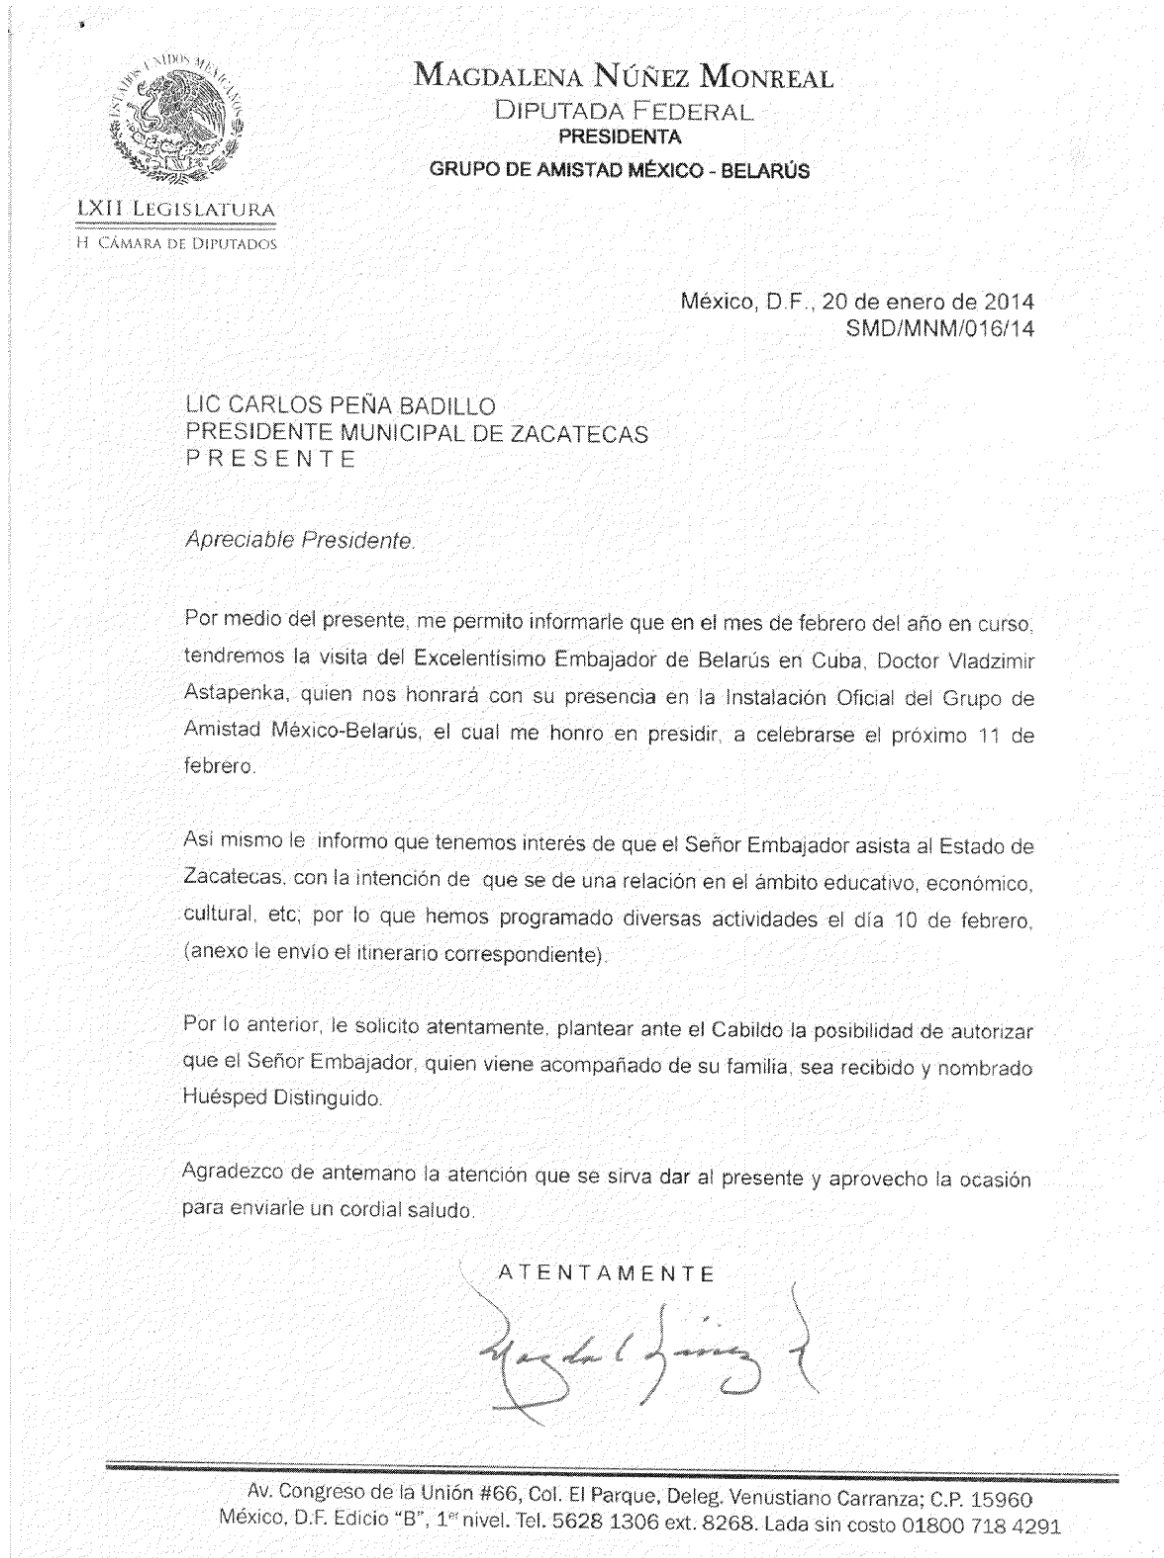 ESTADOS UNIDOS MEXICANOS
LXII LEGISLATURA
H CÁMARA DE DIPUTADOS
MAGDALENA NÚÑEZ MONREAL
DIPUTADA FEDERAL
PRESIDENTA
GRUPO DE AMISTAD MÉXICO - BELARÚS
México, D.F., 20 de enero de 2014
SMD/MNM/016/14
LIC CARLOS PEÑA BADILLO
PRESIDENTE MUNICIPAL DE ZACATECAS
P R E S E N T E
Apreciable Presidente.
Por medio del presente, me permito informarle que en el mes de febrero del año en curso,
tendremos la visita del Excelentísimo Embajador de Belarús en Cuba, Doctor Vladzimir
Astapenka, quien nos honrará con su presencia en la Instalación Oficial del Grupo de
Amistad México-Belarús, el cual me honro en presidir, a celebrarse el próximo 11 de
febrero.
Asi mismo le informo que tenemos interés de que el Señor Embajador asista al Estado de
Zacatecas, con la intención de que se de una relación en el ámbito educativo, económico,
cultural, etc; por lo que hemos programado diversas actividades el día 10 de febrero,
(anexo le envío el itinerario correspondiente).
Por lo anterior, le solicito atentamente, plantear ante el Cabildo la posibilidad de autorizar
que el Señor Embajador, quien viene acompañado de su familia, sea recibido y nombrado
Huésped Distinguido.
Agradezco de antemano la atención que se sirva dar al presente y aprovecho la ocasión
para enviarle un cordial saludo.
A T E N T A M E N T E
Av. Congreso de la Unión #66, Col. El Parque, Deleg. Venustiano Carranza; C.P. 15960
México, D.F. Edicio “B”, 1er nivel. Tel. 5628 1306 ext. 8268. Lada sin costo 01800 718 4291